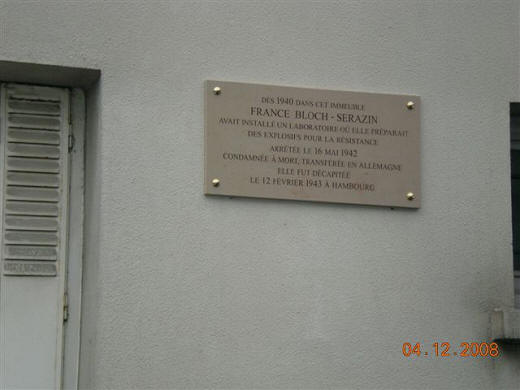 DÈS 1940 DANS CET IMMEUBLE
FRANCE BLOCH - SERAZIN
AVAIT INSTALLÉ UN LABORATOIRE OÙ ELLE PRÉPARAIT
DES EXPLOSIFS POUR LA RÉSISTANCE
ARRÊTÉE LE 16 MAI 1942
CONDAMNÉE À MORT, TRANSFÉRÉE EN ALLEMAGNE
ELLE FUT DÉCAPITÉE
LE 12 FÉVRIER 1943 À HAMBOURG
04.12.2008